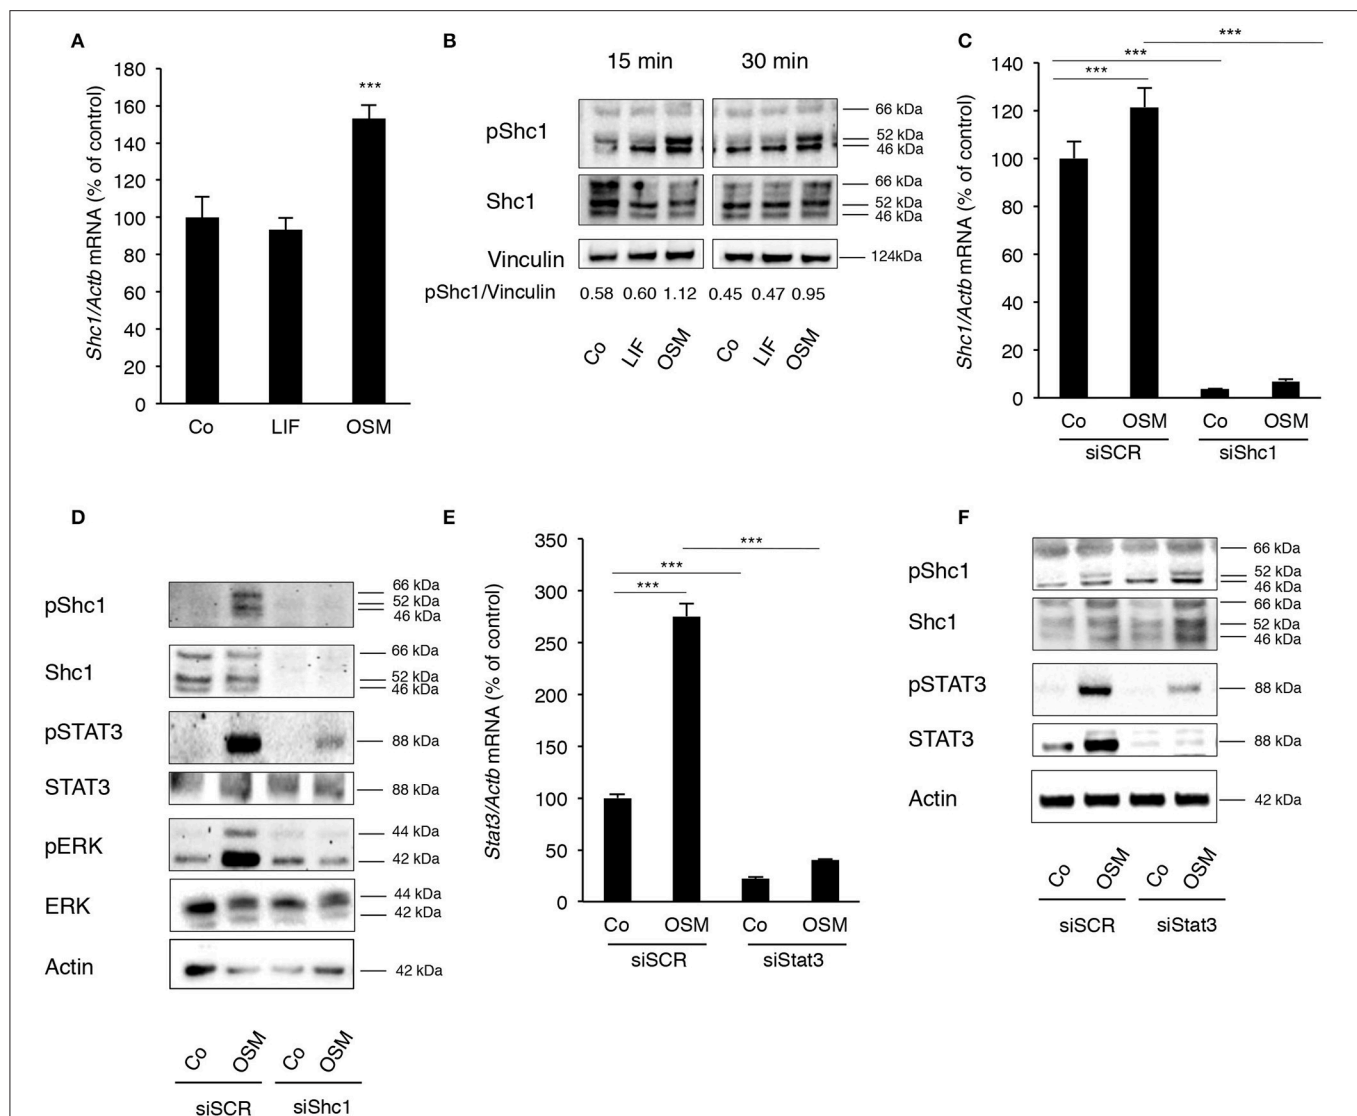 A
Shc1/Actb mRNA (% of control)
180
160
140
120
100
80
60
40
20
0
***
Co LIF OSM
B
15 min 30 min
pShc1
66 kDa
52 kDa
46 kDa
Shc1
66 kDa
52 kDa
46 kDa
Vinculin
124kDa
pShc1/Vinculin 0.58 0.60 1.12 0.45 0.47 0.95
Co LIF OSM Co LIF OSM
C
Shc1/Actb mRNA (% of control)
***
***
***
140
120
100
80
60
40
20
0
Co OSM Co OSM
siSCR siShc1
D
pShc1
66 kDa
52 kDa
46 kDa
Shc1
66 kDa
52 kDa
46 kDa
pSTAT3
88 kDa
STAT3
88 kDa
pERK
44 kDa
42 kDa
ERK
44 kDa
42 kDa
Actin
42 kDa
Co OSM Co OSM
siSCR siShc1
E
Stat3/Actb mRNA (% of control)
350
300
250
200
150
100
50
0
***
***
***
Co OSM Co OSM
siSCR siStat3
F
pShc1
66 kDa
52 kDa
46 kDa
Shc1
66 kDa
52 kDa
46 kDa
pSTAT3
88 kDa
STAT3
88 kDa
Actin
42 kDa
Co OSM Co OSM
siSCR siStat3